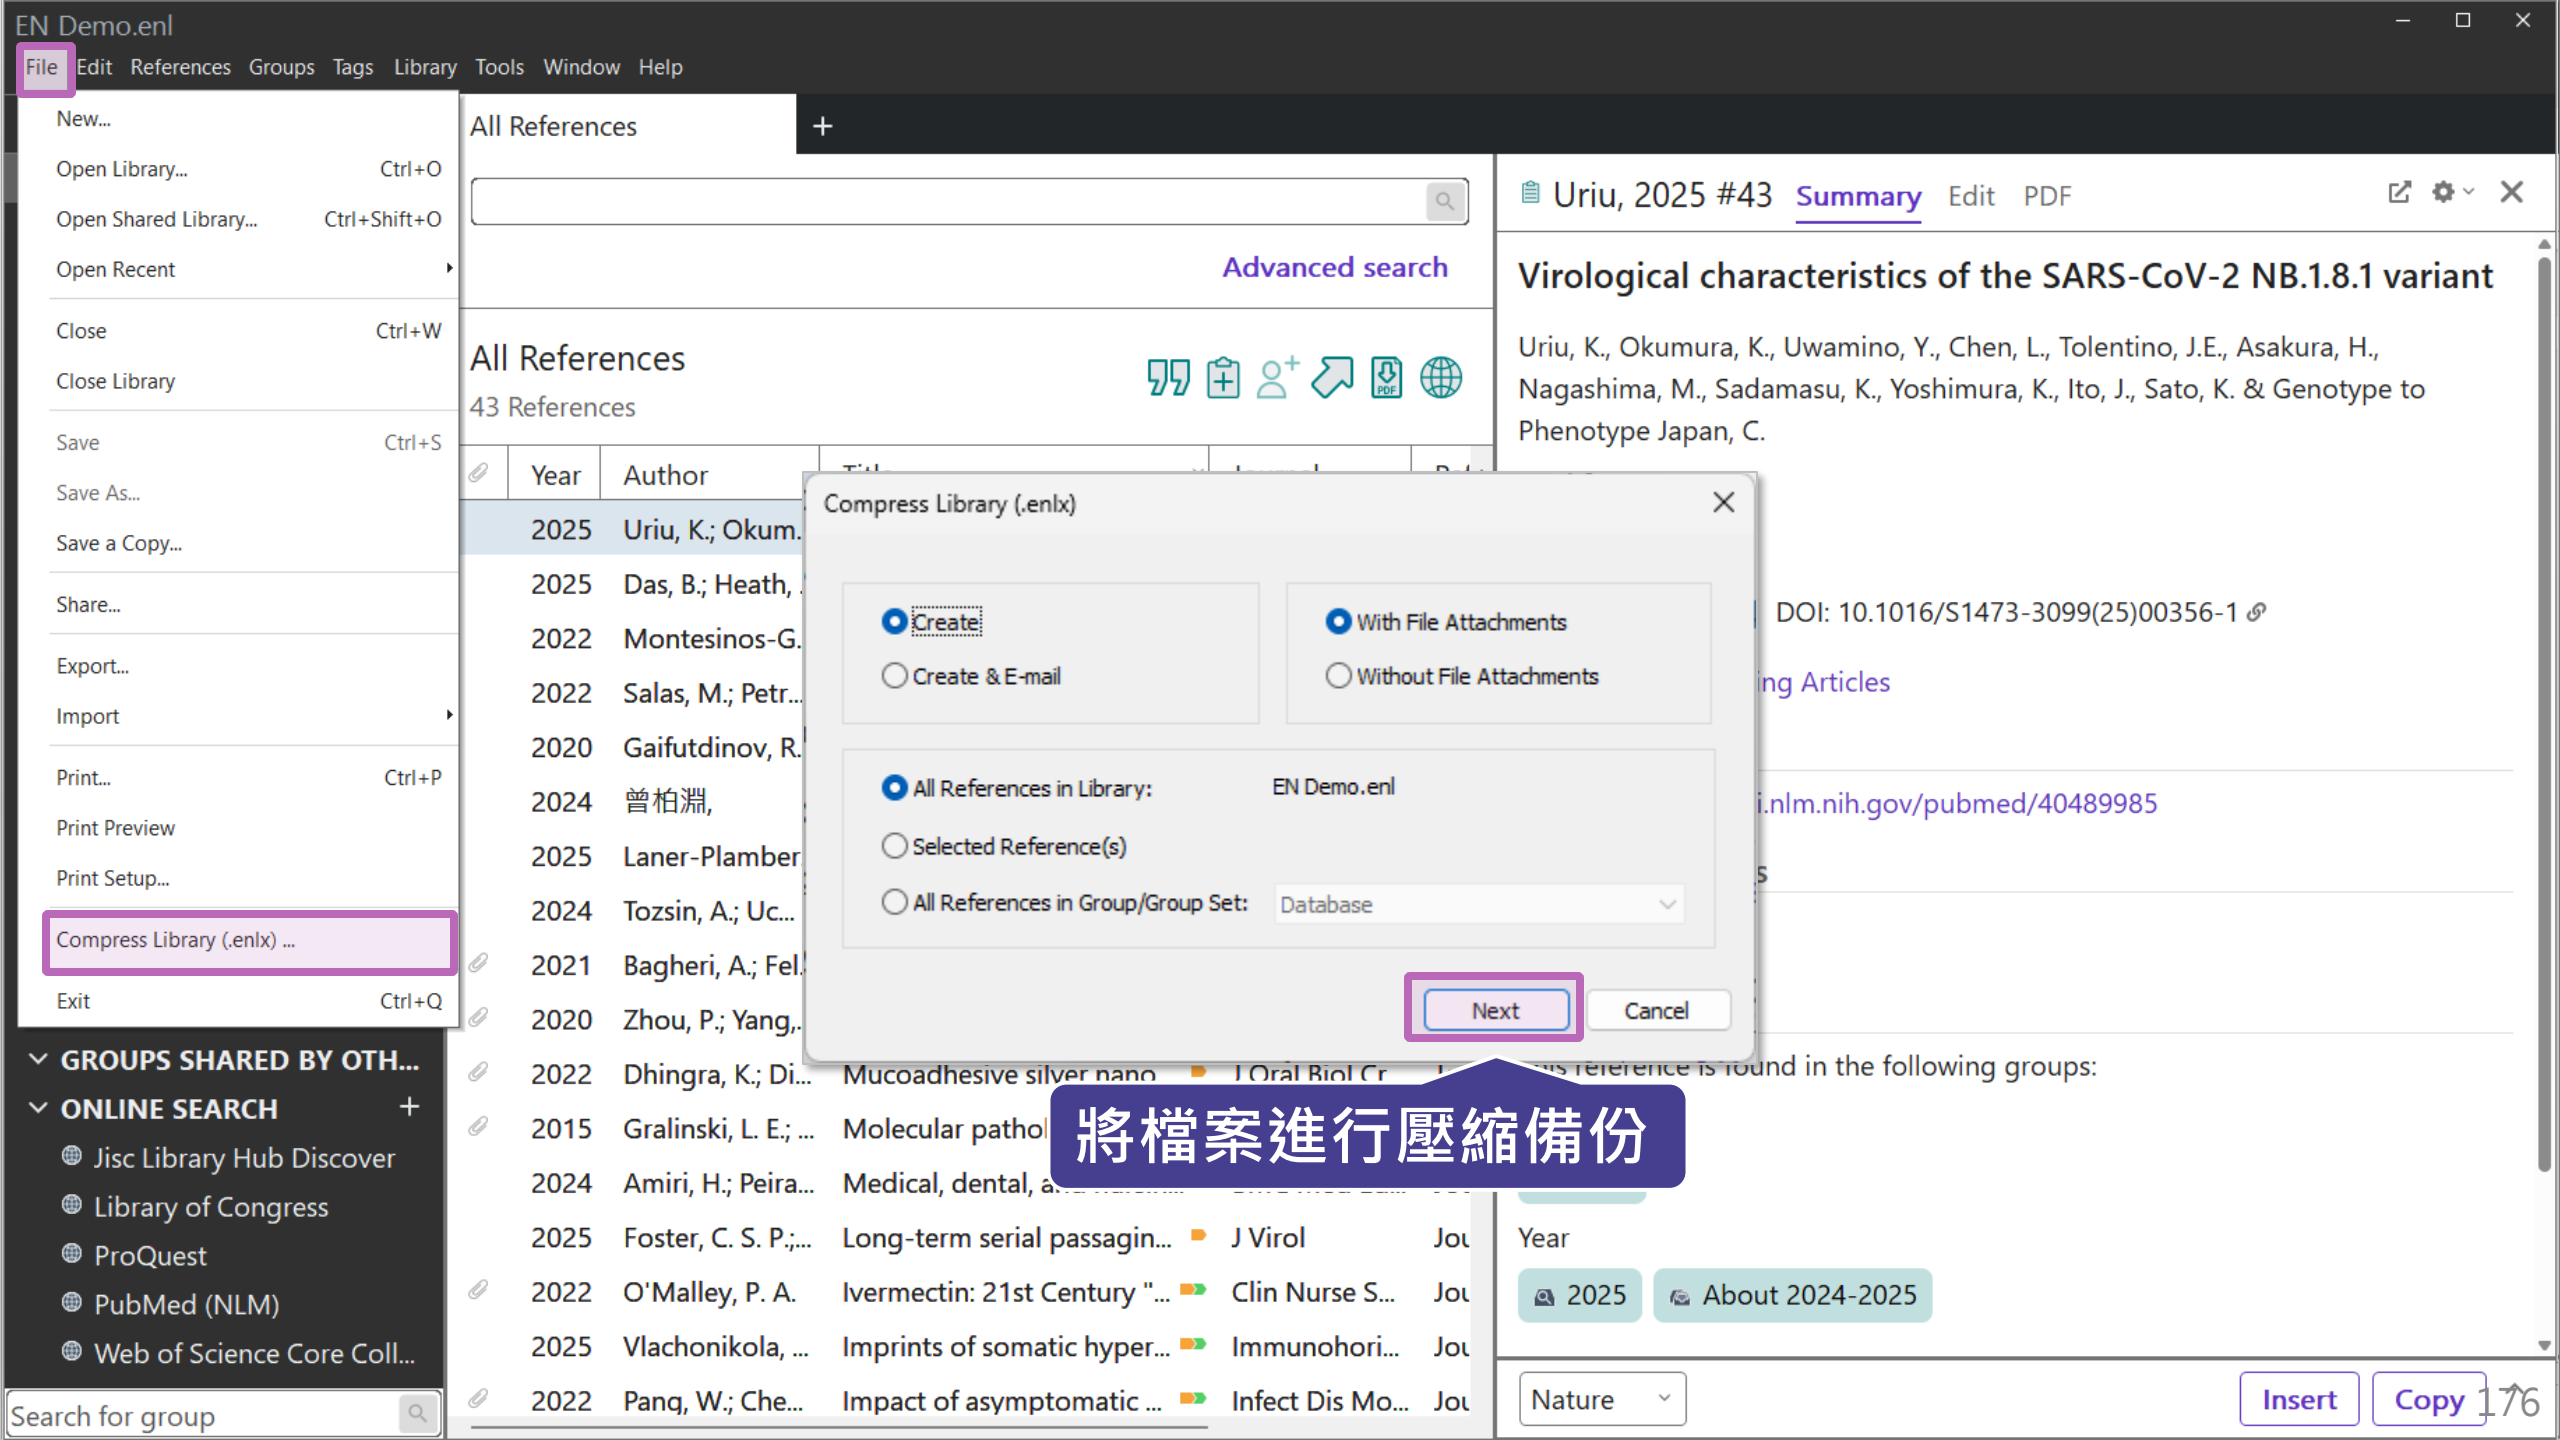 EN Demo.enl
File Edit References Groups Tags Library Tools Window Help
New...
Open Library... Ctrl+O
Open Shared Library... Ctrl+Shift+O
Open Recent
Close Ctrl+W
Close Library
Save Ctrl+S
Save As...
Save a Copy...
Share...
Export...
Import
Print... Ctrl+P
Print Preview
Print Setup...
Compress Library (.enlx) ...
Exit Ctrl+Q
GROUPS SHARED BY OTH...
ONLINE SEARCH +
Jisc Library Hub Discover
Library of Congress
ProQuest
PubMed (NLM)
Web of Science Core Coll...
Search for group
All References +
Advanced search
All References
43 References
Year Author
2025 Uriu, K.; Okum.
2025 Das, B.; Heath,
2022 Montesinos-G.
2022 Salas, M.; Petr...
2020 Gaifutdinov, R.
2024 曾柏淵,
2025 Laner-Plamber
2024 Tozsin, A.; Uc...
2021 Bagheri, A.; Fel.
2020 Zhou, P.; Yang,.
2022 Dhingra, K.; Di... Mucoadhesive silver nano J Oral Biol Cr
2015 Gralinski, L. E.; ... Molecular pathol
2024 Amiri, H.; Peira... Medical, dental,
2025 Foster, C. S. P.;... Long-term serial passagin... J Virol Jou
2022 O'Malley, P. A. Ivermectin: 21st Century "... Clin Nurse S... Jou
2025 Vlachonikola, ... Imprints of somatic hyper... Immunohori... Jou
2022 Pang, W.; Che... Impact of asymptomatic ... Infect Dis Mo... Jou
Compress Library (.enlx)
Create
Create & E-mail
With File Attachments
Without File Attachments
All References in Library: EN Demo.enl
Selected Reference(s)
All References in Group/Group Set: Database
Next Cancel
將檔案進行壓縮備份
Uriu, 2025 #43 Summary Edit PDF
Virological characteristics of the SARS-CoV-2 NB.1.8.1 variant
Uriu, K., Okumura, K., Uwamino, Y., Chen, L., Tolentino, J.E., Asakura, H.,
Nagashima, M., Sadamasu, K., Yoshimura, K., Ito, J., Sato, K. & Genotype to
Phenotype Japan, C.
DOI: 10.1016/S1473-3099(25)00356-1
ing Articles
i.nlm.nih.gov/pubmed/40489985
s
reference is found in the following groups:
Year
2025 About 2024-2025
Nature Insert Copy
176